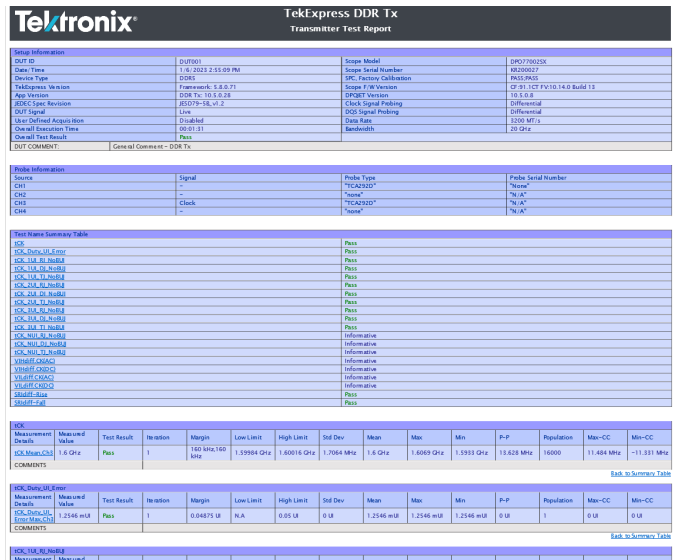 Tektronix®
TekExpress DDR Tx
Transmitter Test Report
Setup Information
DUT ID DUT001 Scope Model DPO77002SX
Date/Time 1/6/2023 2:55:09 PM Scope Serial Number KR200027
Device Type DDR5 SPC, Factory Calibration PASS;PASS
TekExpress Version Framework: 5.8.0.71 Scope F/W Version CF:91.1CT FV:10.14.0 Build 13
App Version DDR Tx: 10.5.0.28 DPOJET Version 10.5.0.8
JEDEC Spec Revision JESD79-5B_v1.2 Clock Signal Probing Differential
DUT Signal Live DQS Signal Probing Differential
User Defined Acquisition Disabled Data Rate 3200 MT/s
Overall Execution Time 00:01:31 Bandwidth 20 GHz
Overall Test Result Pass
DUT COMMENT: General Comment - DDR Tx
Probe Information
Source Signal Probe Type Probe Serial Number
CH1 - "TCA292D" "None"
CH2 - "none" "N/A"
CH3 Clock "TCA292D" "N/A"
CH4 - "none" "N/A"
Test Name Summary Table
tCK Pass
tCK_Duty_UI_Error Pass
tCK_1UI_RJ_NoBUJ Pass
tCK_1UI_DJ_NoBUJ Pass
tCK_1UI_TJ_NoBUJ Pass
tCK_2UI_RJ_NoBUJ Pass
tCK_2UI_DJ_NoBUJ Pass
tCK_2UI_TJ_NoBUJ Pass
tCK_3UI_RJ_NoBUJ Pass
tCK_3UI_DJ_NoBUJ Pass
tCK_3UI_TJ_NoBUJ Pass
tCK_NUI_RJ_NoBUJ Informative
tCK_NUI_DJ_NoBUJ Informative
tCK_NUI_TJ_NoBUJ Informative
VIHdiff.CK(AC) Informative
VIHdiff.CK(DC) Informative
VILdiff.CK(AC) Informative
VILdiff.CK(DC) Informative
SRIdiff-Rise Pass
SRIdiff-Fall Pass
tCK
Measurement Details Measured Value Test Result Iteration Margin Low Limit High Limit Std Dev Mean Max Min P-P Population Max-CC Min-CC
tCK Mean,Ch3 1.6 GHz Pass 1 160 kHz,160 kHz 1.59984 GHz 1.60016 GHz 1.7064 MHz 1.6 GHz 1.6069 GHz 1.5933 GHz 13.628 MHz 16000 11.484 MHz -11.331 MHz
COMMENTS
Back to Summary Table
tCK_Duty_UI_Error
Measurement Details Measured Value Test Result Iteration Margin Low Limit High Limit Std Dev Mean Max Min P-P Population Max-CC Min-CC
tCK_Duty_UI_Error Max,Ch3 1.2546 mUI Pass 1 0.04875 UI N.A 0.05 UI 0 UI 1.2546 mUI 1.2546 mUI 1.2546 mUI 0 UI 1 0 UI 0 UI
COMMENTS
Back to Summary Table
tCK_1UI_RJ_NoBUJ
Measurement Measured